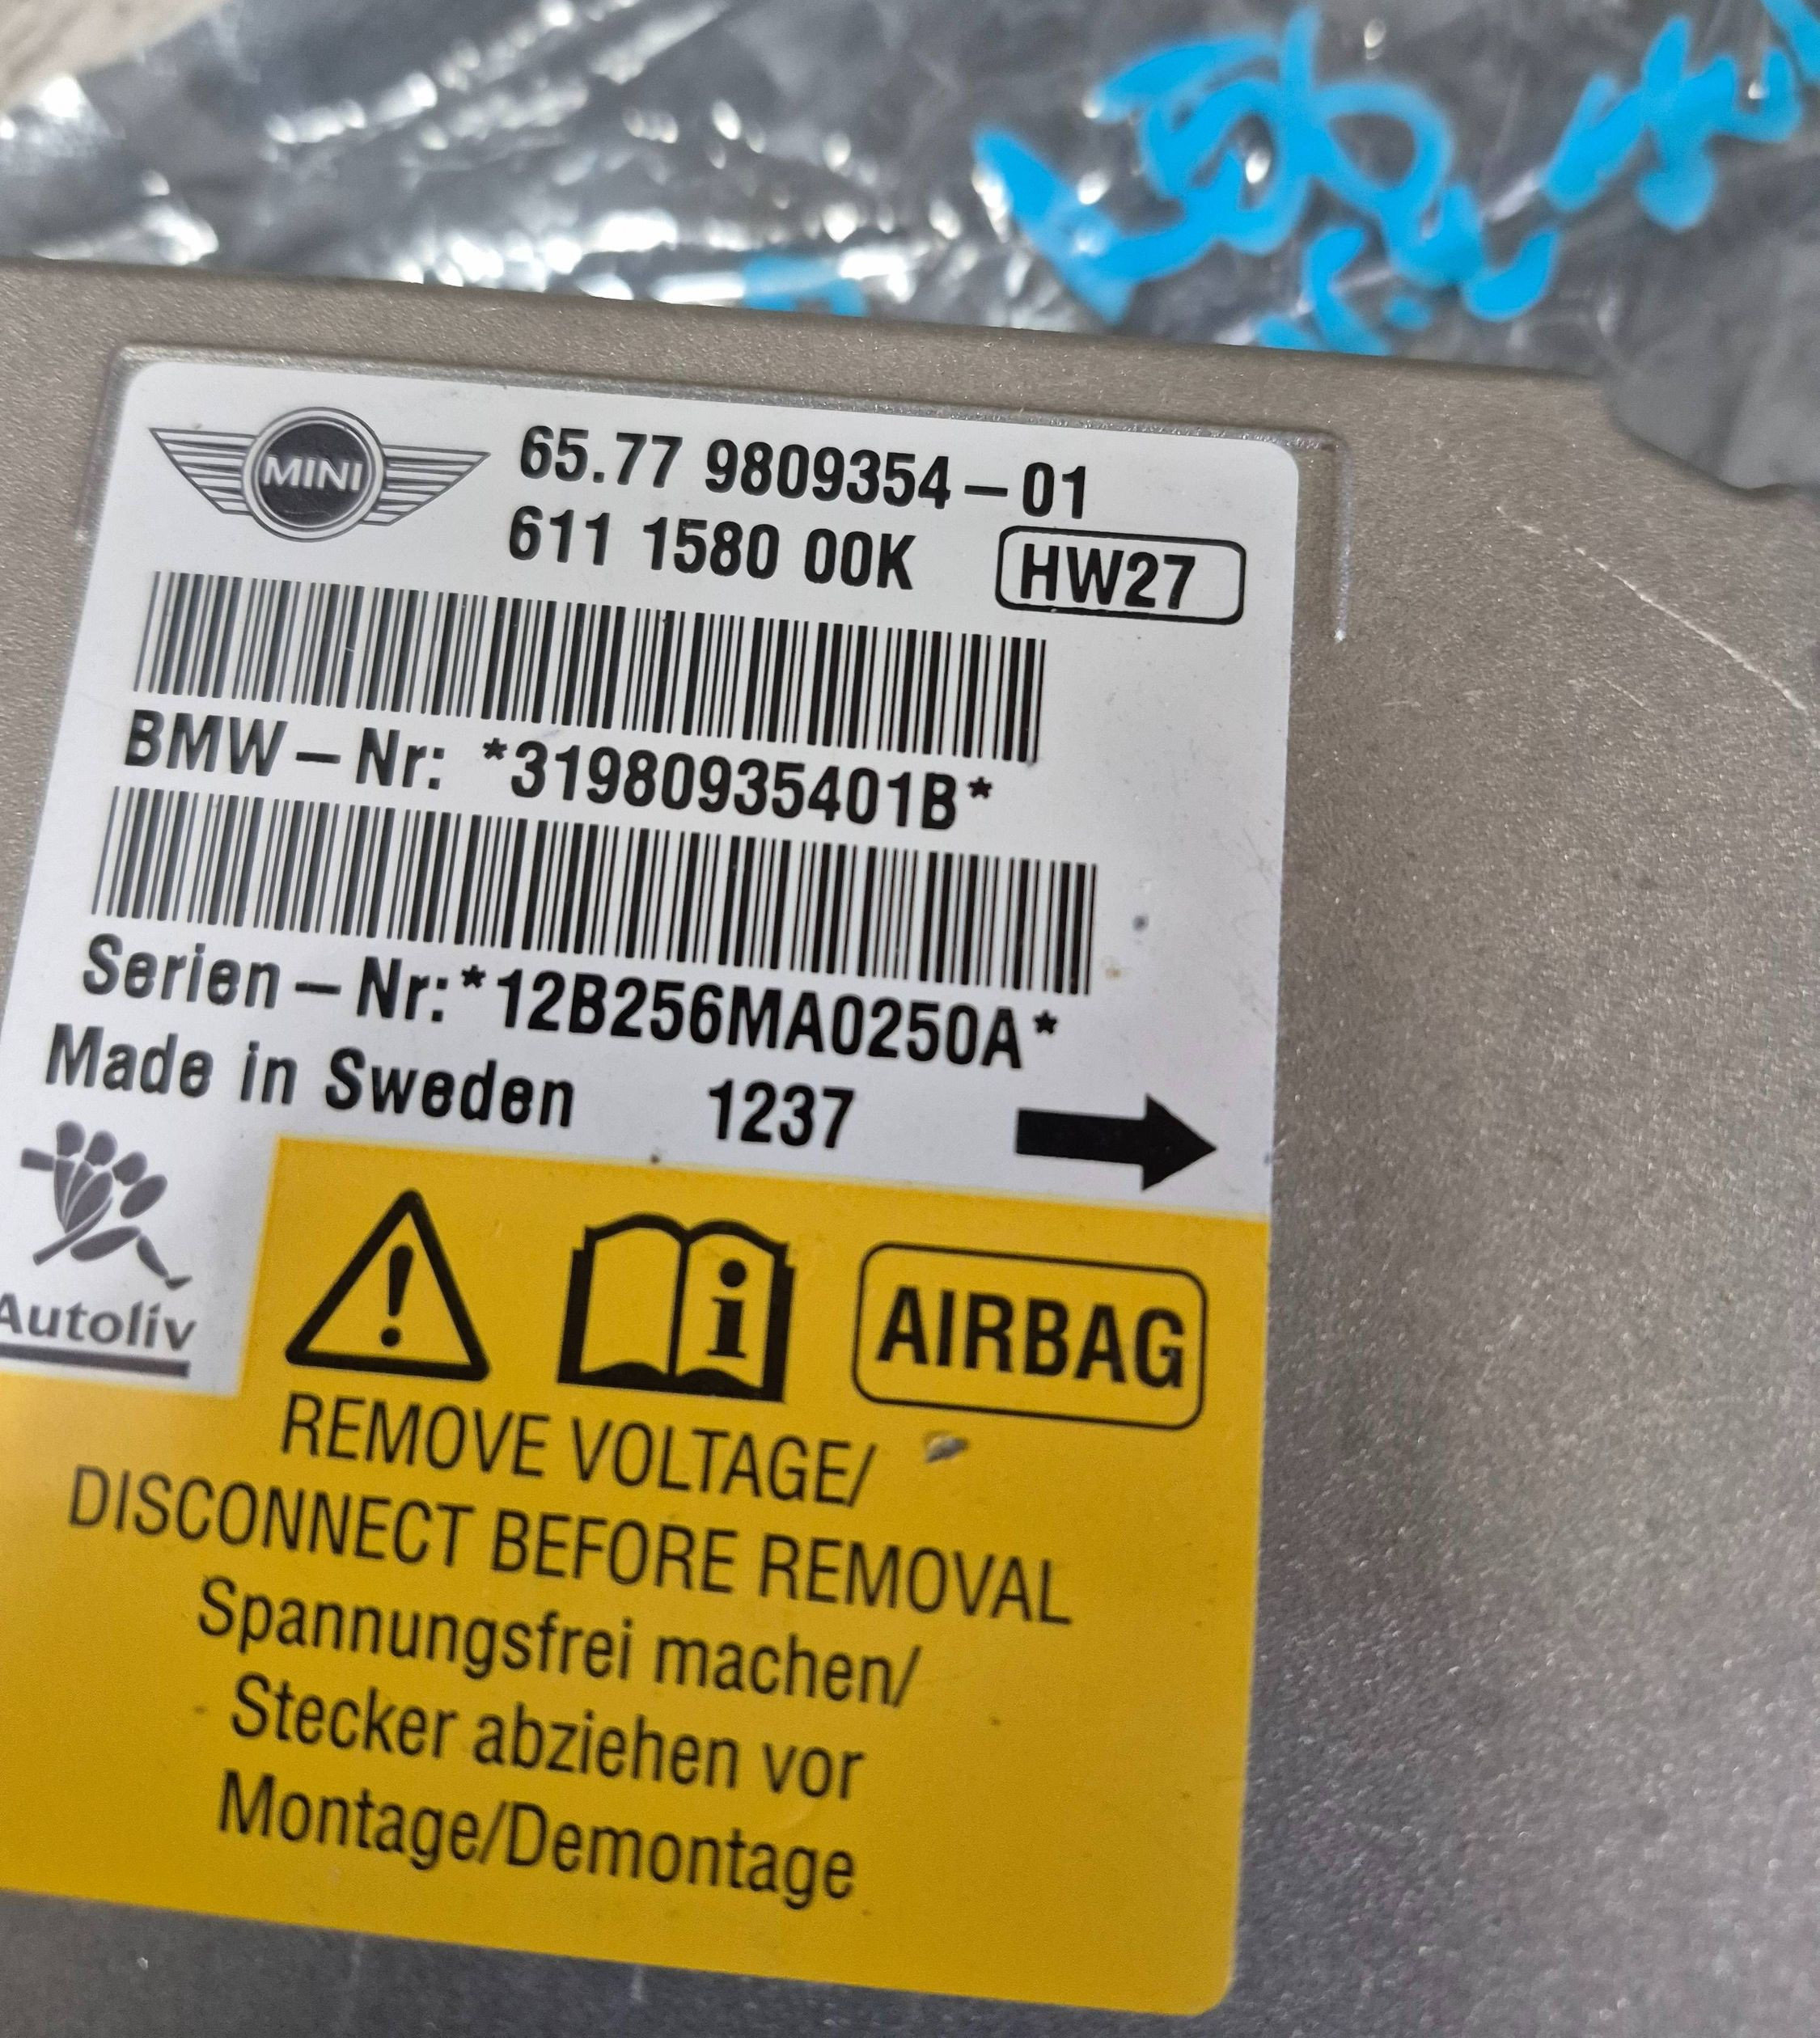 MINI
65.77 9809354-01
611 1580 00K HW27
BMW-Nr: *31980935401B*
Serien-Nr:*12B256MA0250A*
Made in Sweden 1237
Autoliv
AIRBAG
REMOVE VOLTAGE/
DISCONNECT BEFORE REMOVAL
Spannungsfrei machen/
Stecker abziehen vor
Montage/Demontage